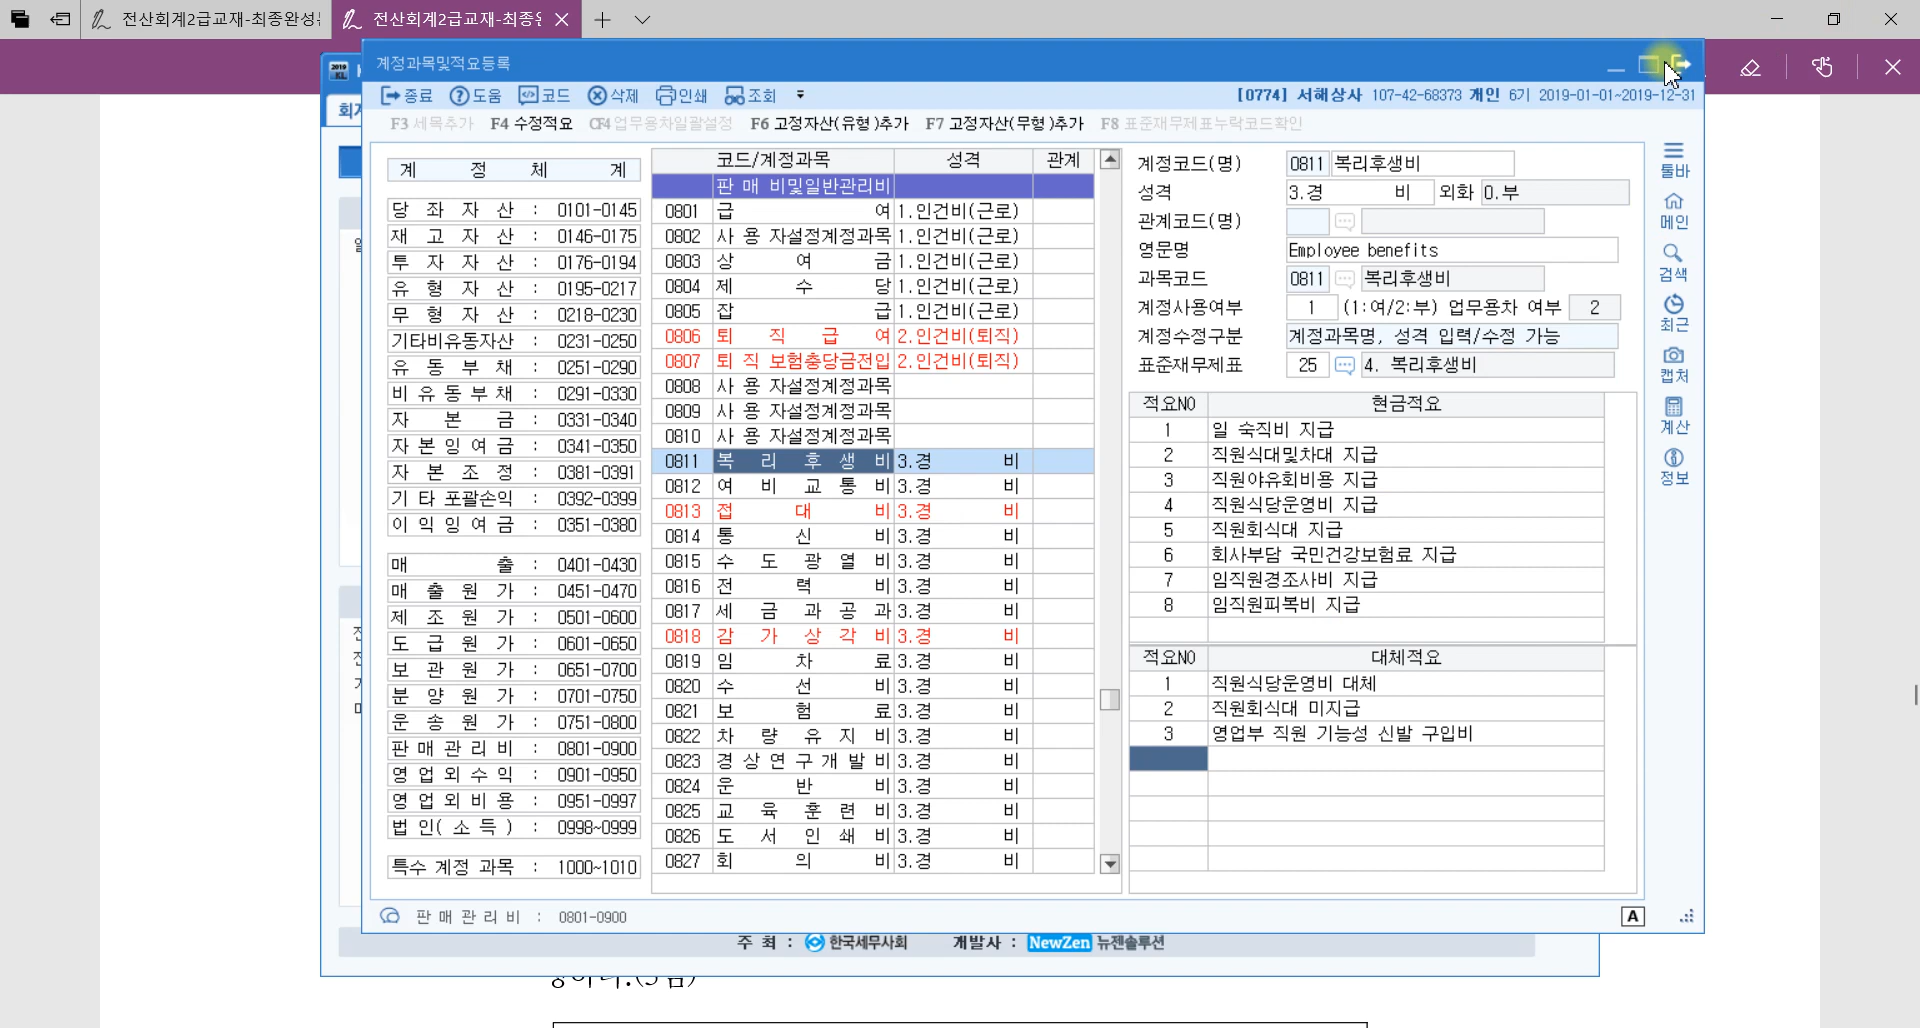 전산회계2급교재-최종완성
전산회계2급교재-최종
계정과목및적요등록
종료 도움 코드 삭제 인쇄 조회
[0774] 서해상사 107-42-68373 개인 6기 2019-01-01~2019-12-31
F3 세목추가 F4 수정적요 CF4 업무용차일괄설정 F6 고정자산(유형)추가 F7 고정자산(무형)추가 F8 표준재무제표누락코드확인
계 정 체 계
당 좌 자 산 : 0101-0145
재 고 자 산 : 0146-0175
투 자 자 산 : 0176-0194
유 형 자 산 : 0195-0217
무 형 자 산 : 0218-0230
기타비유동자산 : 0231-0250
유 동 부 채 : 0251-0290
비 유 동 부 채 : 0291-0330
자 본 금 : 0331-0340
자 본 잉 여 금 : 0341-0350
자 본 조 정 : 0381-0391
기 타 포괄손익 : 0392-0399
이 익 잉 여 금 : 0351-0380
매 출 : 0401-0430
매 출 원 가 : 0451-0470
제 조 원 가 : 0501-0600
도 급 원 가 : 0601-0650
보 관 원 가 : 0651-0700
분 양 원 가 : 0701-0750
운 송 원 가 : 0751-0800
판 매 관 리 비 : 0801-0900
영 업 외 수 익 : 0901-0950
영 업 외 비 용 : 0951-0997
법 인( 소 득 ) : 0998~0999
특수 계정 과목 : 1000~1010
코드/계정과목 성격 관계
판 매 비및일반관리비
0801 급 여 1.인건비(근로)
0802 사 용 자설정계정과목 1.인건비(근로)
0803 상 여 금 1.인건비(근로)
0804 제 수 당 1.인건비(근로)
0805 잡 급 1.인건비(근로)
0806 퇴 직 급 여 2.인건비(퇴직)
0807 퇴 직 보험충당금전입 2.인건비(퇴직)
0808 사 용 자설정계정과목
0809 사 용 자설정계정과목
0810 사 용 자설정계정과목
0811 복 리 후 생 비 3.경 비
0812 여 비 교 통 비 3.경 비
0813 접 대 비 3.경 비
0814 통 신 비 3.경 비
0815 수 도 광 열 비 3.경 비
0816 전 력 비 3.경 비
0817 세 금 과 공 과 3.경 비
0818 감 가 상 각 비 3.경 비
0819 임 차 료 3.경 비
0820 수 선 비 3.경 비
0821 보 험 료 3.경 비
0822 차 량 유 지 비 3.경 비
0823 경 상 연 구 개 발 비 3.경 비
0824 운 반 비 3.경 비
0825 교 육 훈 련 비 3.경 비
0826 도 서 인 쇄 비 3.경 비
0827 회 의 비 3.경 비
계정코드(명) 0811 복리후생비
성격 3.경 비 외화 0.부
관계코드(명)
영문명 Employee benefits
과목코드 0811 복리후생비
계정사용여부 1 (1:여/2:부) 업무용차 여부 2
계정수정구분 계정과목명, 성격 입력/수정 가능
표준재무제표 25 4. 복리후생비
적요NO 현금적요
1 일 숙직비 지급
2 직원식대및차대 지급
3 직원야유회비용 지급
4 직원식당운영비 지급
5 직원회식대 지급
6 회사부담 국민건강보험료 지급
7 임직원경조사비 지급
8 임직원피복비 지급
적요NO 대체적요
1 직원식당운영비 대체
2 직원회식대 미지급
3 영업부 직원 기능성 신발 구입비
툴바
메인
검색
최근
캡처
계산
정보
판 매 관 리 비 : 0801-0900
A
주 최 : 한국세무사회 개발사 : NewZen 뉴젠솔루션